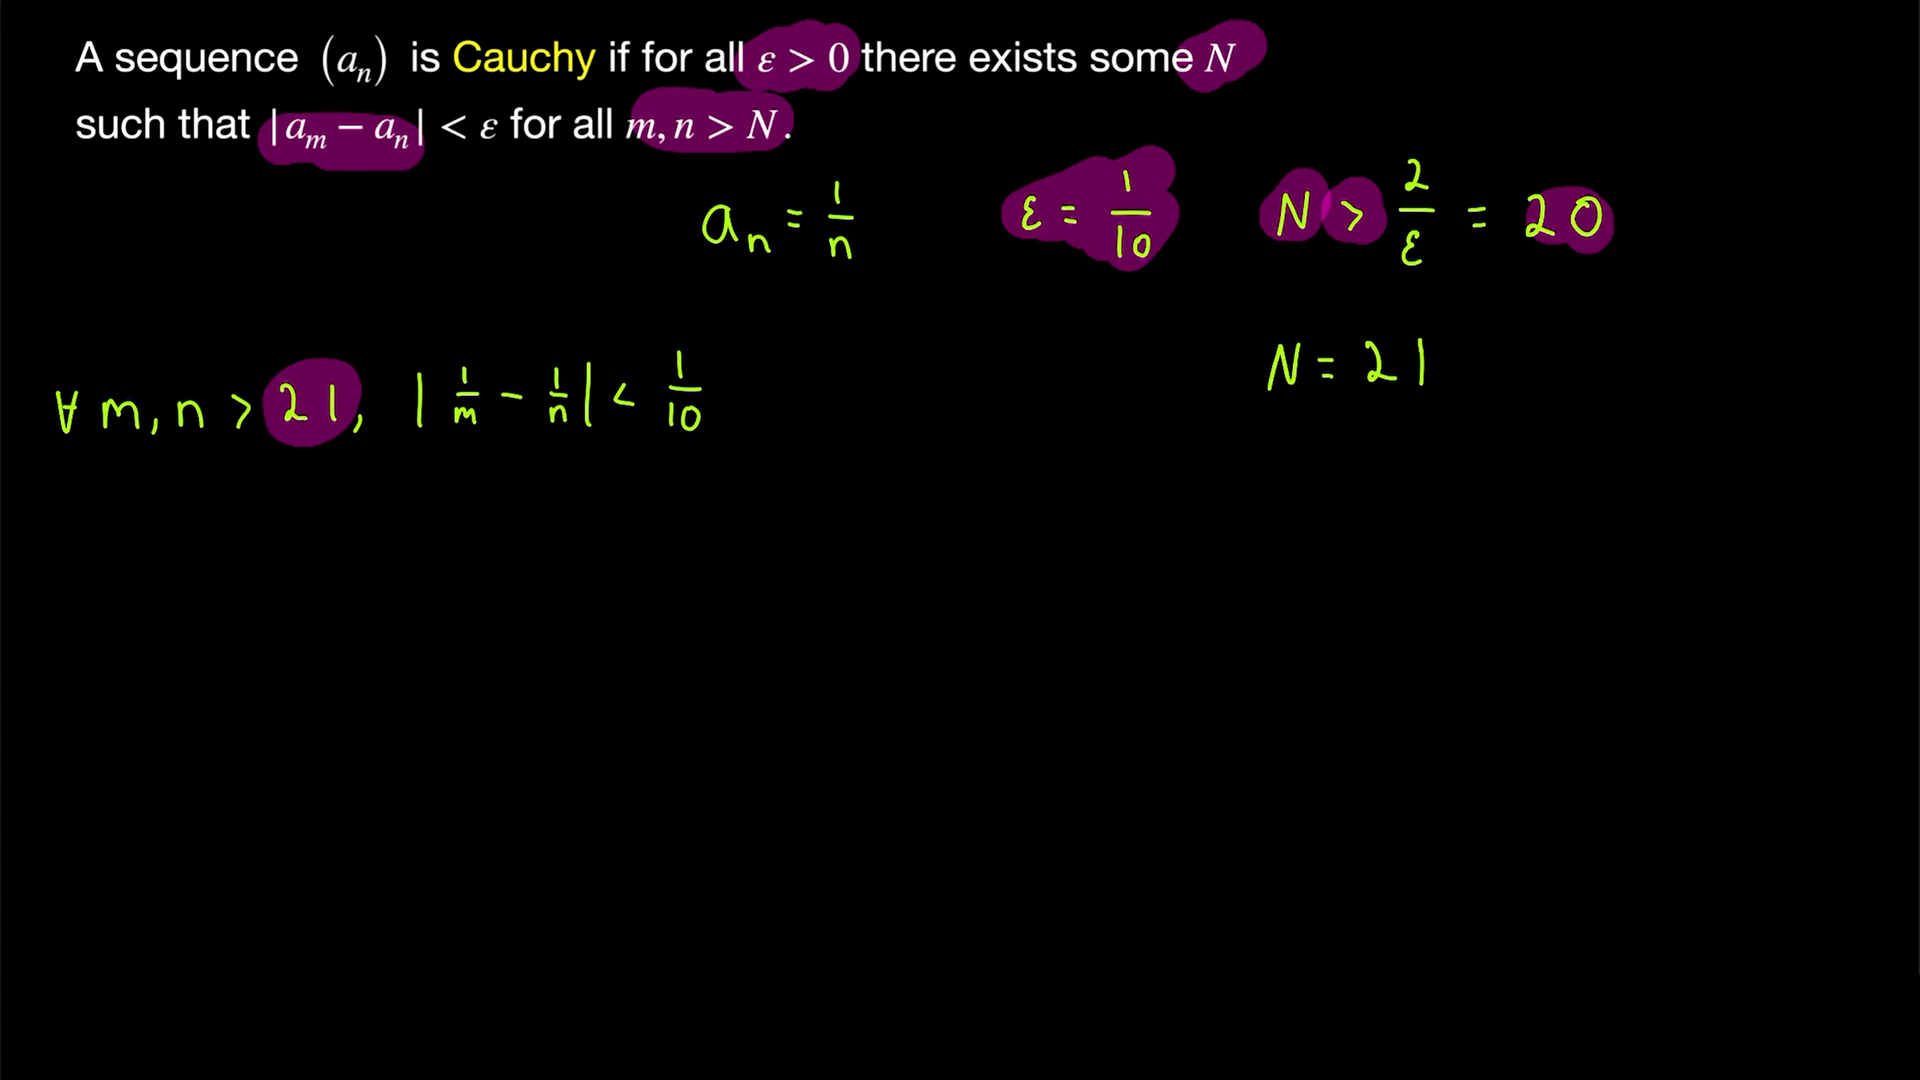 A sequence (aₙ) is Cauchy if for all ε > 0 there exists some N
such that |aₘ − aₙ| < ε for all m, n > N.
aₙ = 1/n    ε = 1/10    N > 2/ε = 20
N = 21
∀ m, n > 21, |1/m - 1/n| < 1/10